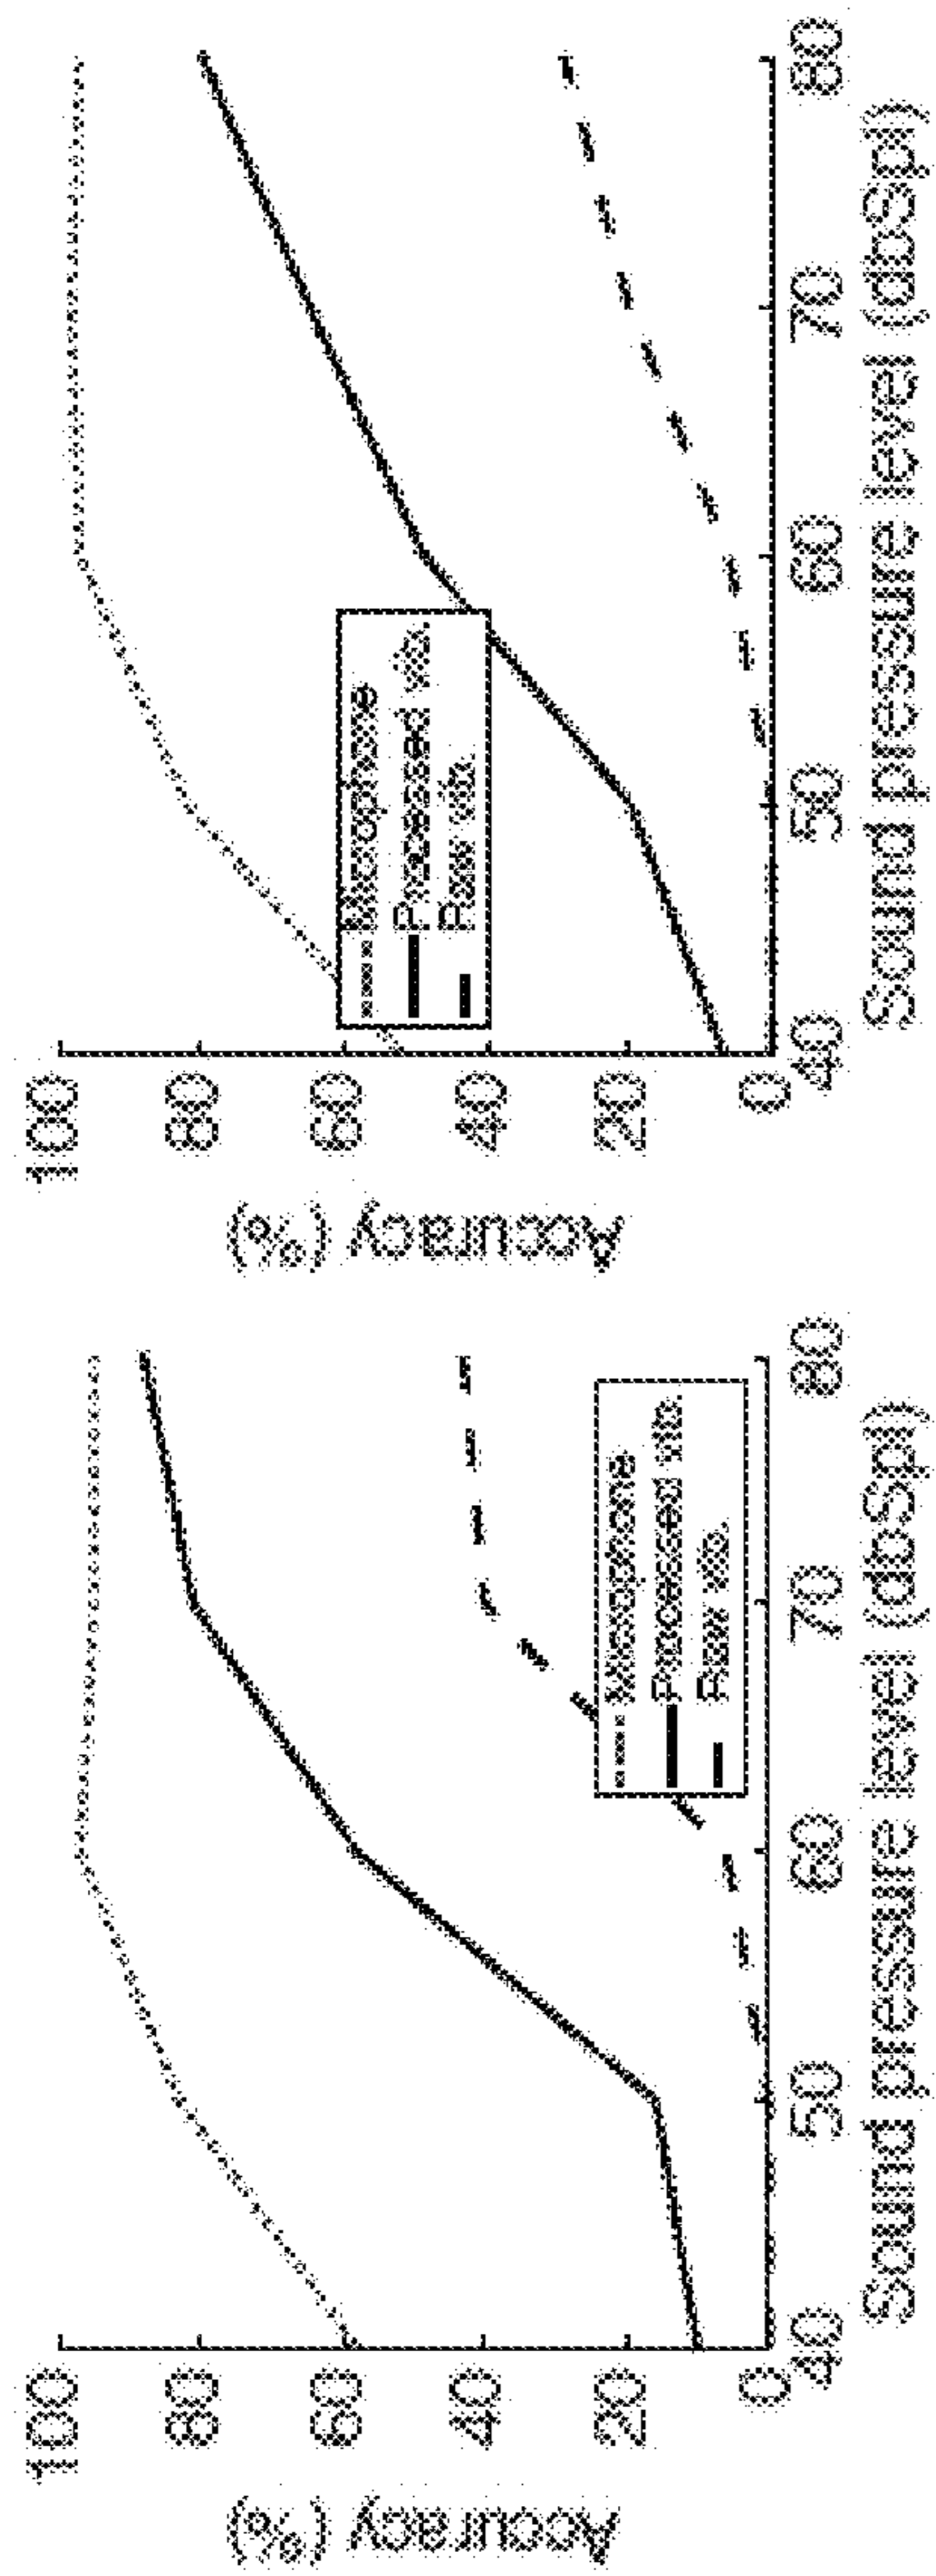 100
80
60
40
20
0
Accuracy (%)
40
50
60
70
80
Sound pressure level (dbSpl)
Microphone
Processed vib.
Raw vib.
100
80
60
40
20
0
Accuracy (%)
40
50
60
70
80
Sound pressure level (dbSpl)
Microphone
Processed vib.
Raw vib.